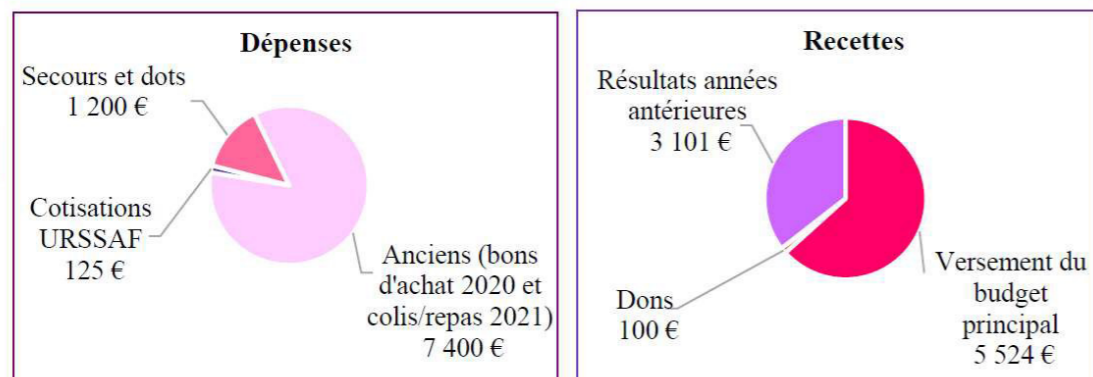 Dépenses
Secours et dots
1 200 €
Cotisations
URSSAF
125 €
Anciens (bons
d'achat 2020 et
colis/repas 2021)
7 400 €
Recettes
Résultats années
antérieures
3 101 €
Dons
100 €
Versement du
budget
principal
5 524 €